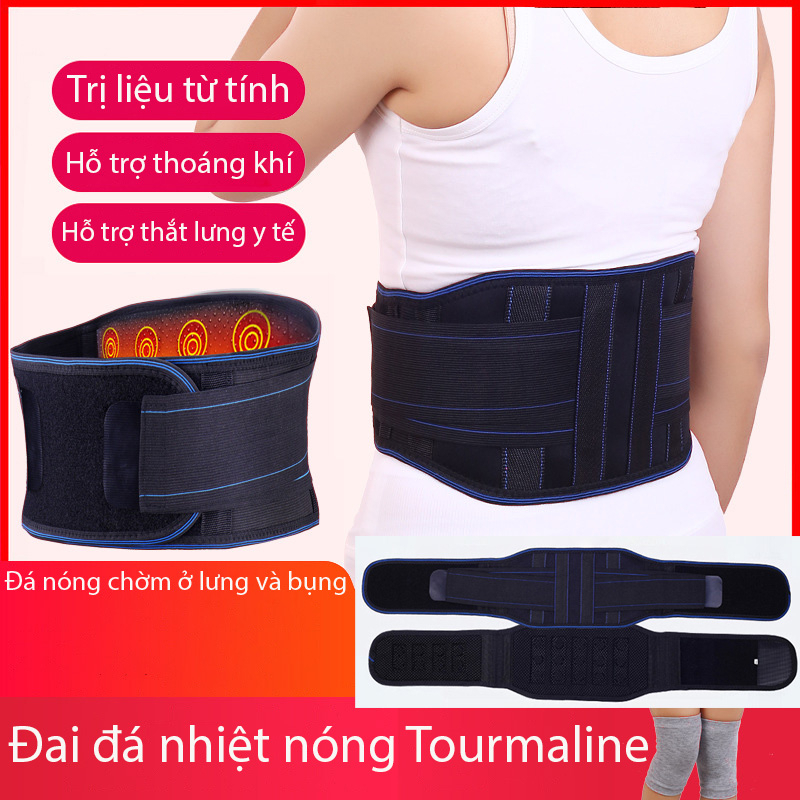 Trị liệu từ tính
Hỗ trợ thoáng khí
Hỗ trợ thắt lưng y tế
Đá nóng chờm ở lưng và bụng
Đai đá nhiệt nóng Tourmaline